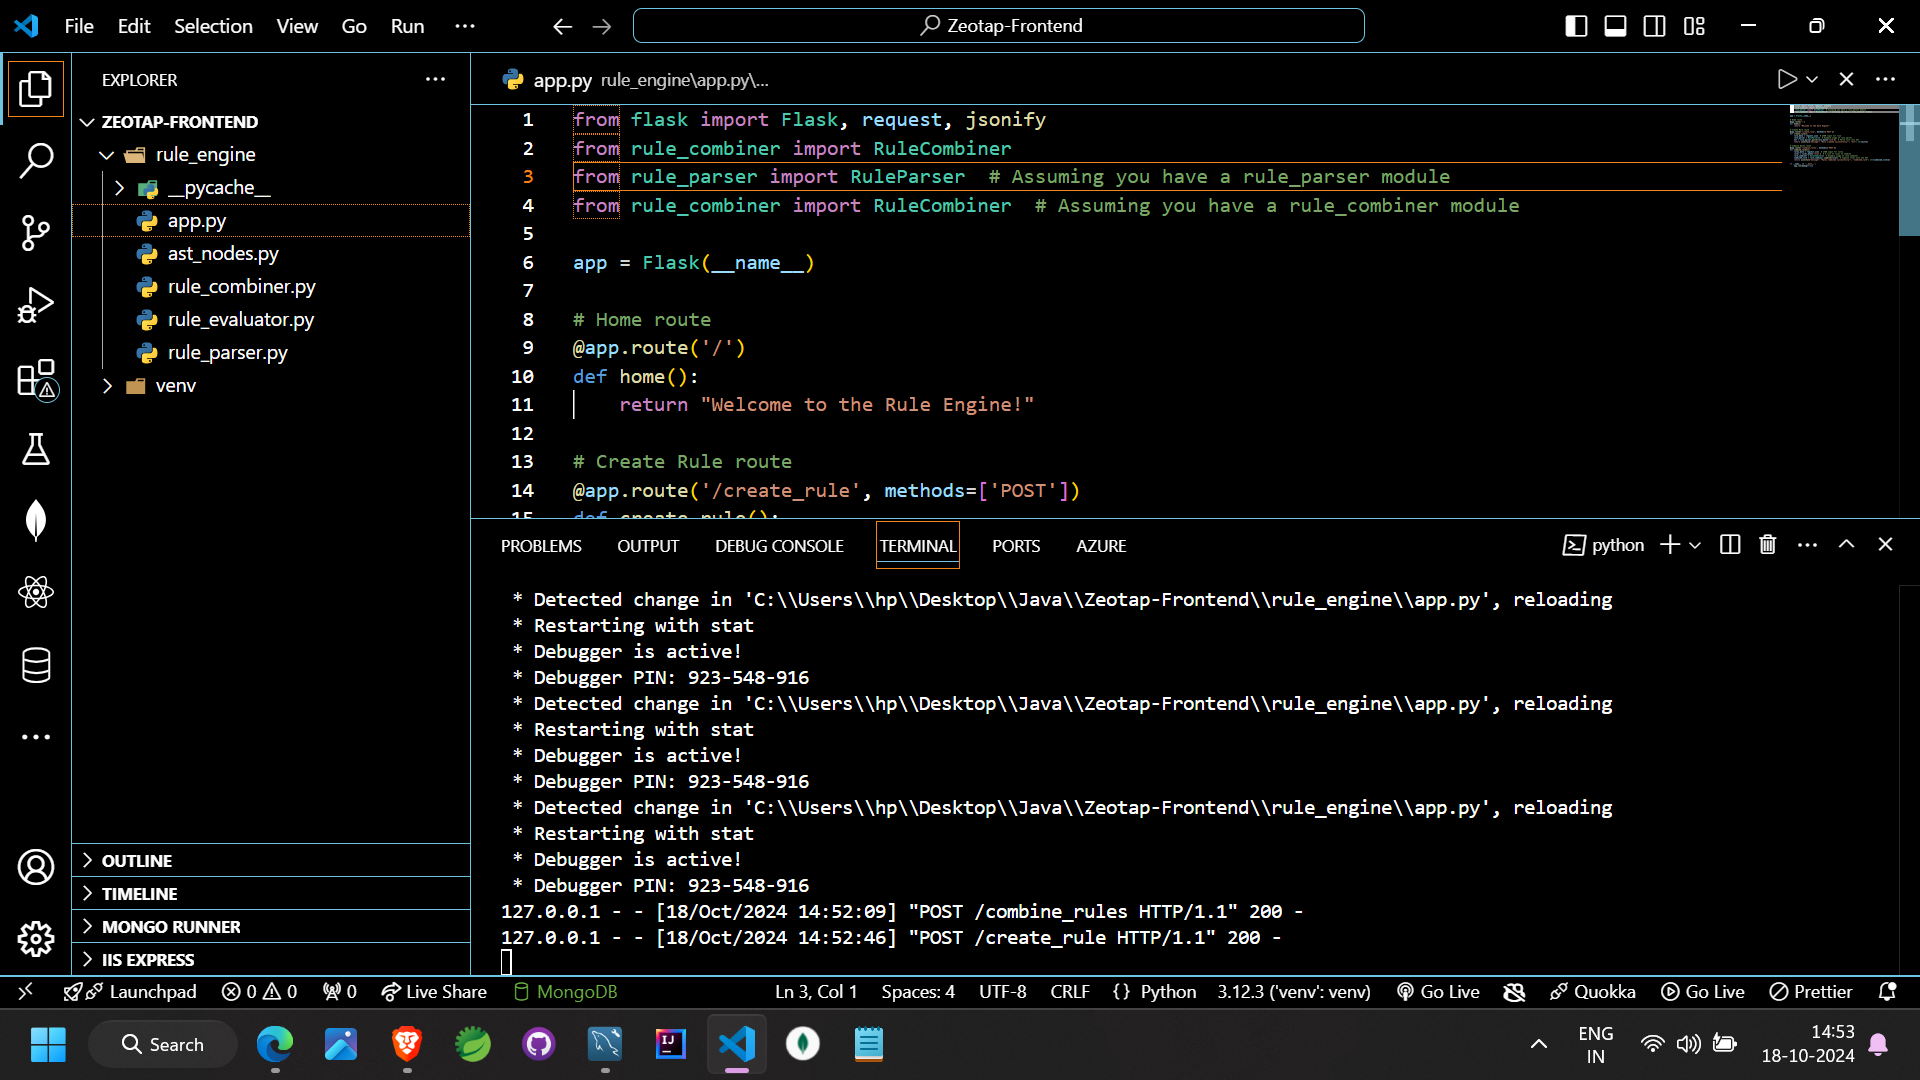 File Edit Selection View Go Run ···
Zeotap-Frontend
EXPLORER
ZEOTAP-FRONTEND
rule_engine
__pycache__
app.py
ast_nodes.py
rule_combiner.py
rule_evaluator.py
rule_parser.py
venv
OUTLINE
TIMELINE
MONGO RUNNER
IIS EXPRESS
app.py rule_engine\app.py\...
1 from flask import Flask, request, jsonify
2 from rule_combiner import RuleCombiner
3 from rule_parser import RuleParser  # Assuming you have a rule_parser module
4 from rule_combiner import RuleCombiner  # Assuming you have a rule_combiner module
5
6 app = Flask(__name__)
7
8 # Home route
9 @app.route('/')
10 def home():
11     return "Welcome to the Rule Engine!"
12
13 # Create Rule route
14 @app.route('/create_rule', methods=['POST'])
15 def create_rule():
PROBLEMS OUTPUT DEBUG CONSOLE TERMINAL PORTS AZURE
python
* Detected change in 'C:\\Users\\hp\\Desktop\\Java\\Zeotap-Frontend\\rule_engine\\app.py', reloading
* Restarting with stat
* Debugger is active!
* Debugger PIN: 923-548-916
* Detected change in 'C:\\Users\\hp\\Desktop\\Java\\Zeotap-Frontend\\rule_engine\\app.py', reloading
* Restarting with stat
* Debugger is active!
* Debugger PIN: 923-548-916
* Detected change in 'C:\\Users\\hp\\Desktop\\Java\\Zeotap-Frontend\\rule_engine\\app.py', reloading
* Restarting with stat
* Debugger is active!
* Debugger PIN: 923-548-916
127.0.0.1 - - [18/Oct/2024 14:52:09] "POST /combine_rules HTTP/1.1" 200 -
127.0.0.1 - - [18/Oct/2024 14:52:46] "POST /create_rule HTTP/1.1" 200 -
Launchpad 0 0 0 Live Share MongoDB Ln 3, Col 1 Spaces: 4 UTF-8 CRLF {} Python 3.12.3 ('venv': venv) Go Live Quokka Go Live Prettier
Search
IJ
ENG
IN
14:53
18-10-2024